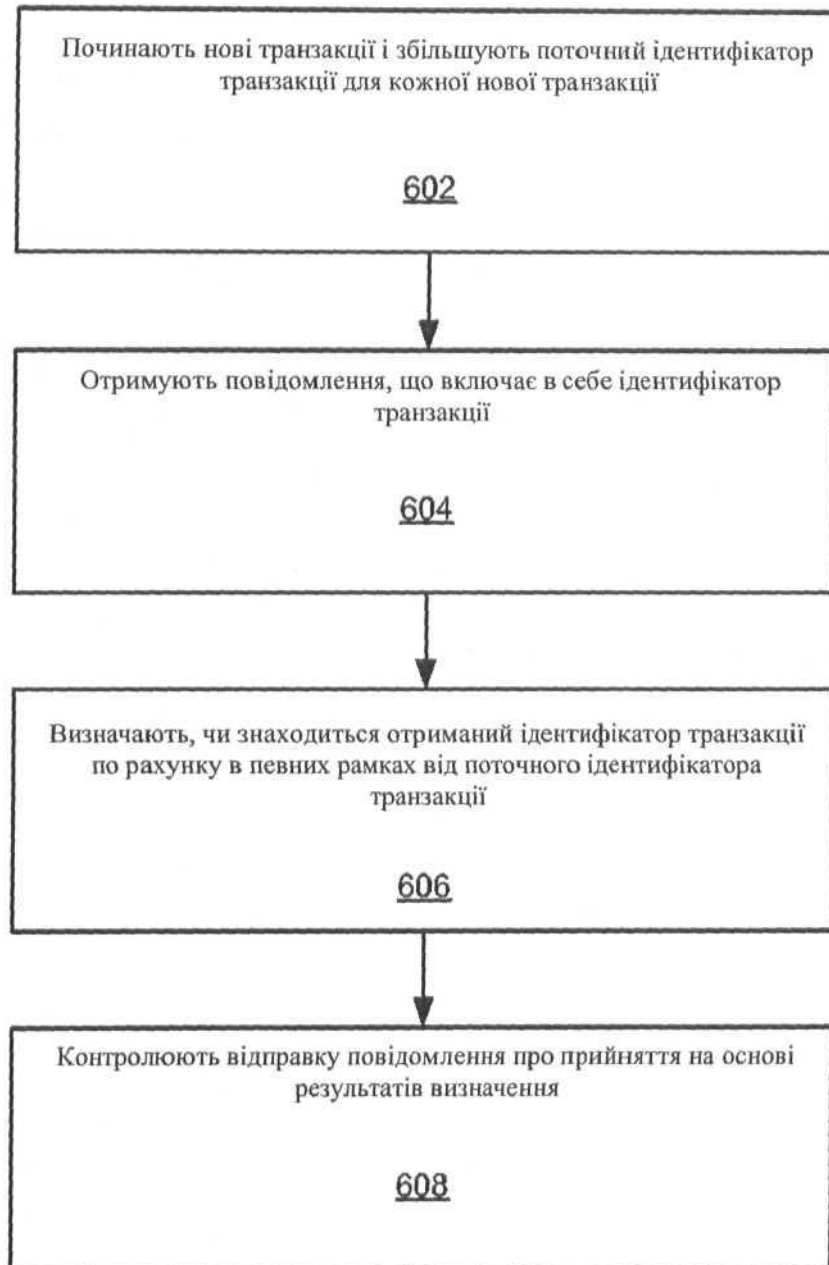 Починають нові транзакції і збільшують поточний ідентифікатор
транзакції для кожної нової транзакції
602
Отримують повідомлення, що включає в себе ідентифікатор
транзакції
604
Визначають, чи знаходиться отриманий ідентифікатор транзакції
по рахунку в певних рамках від поточного ідентифікатора
транзакції
606
Контролюють відправку повідомлення про прийняття на основі
результатів визначення
608